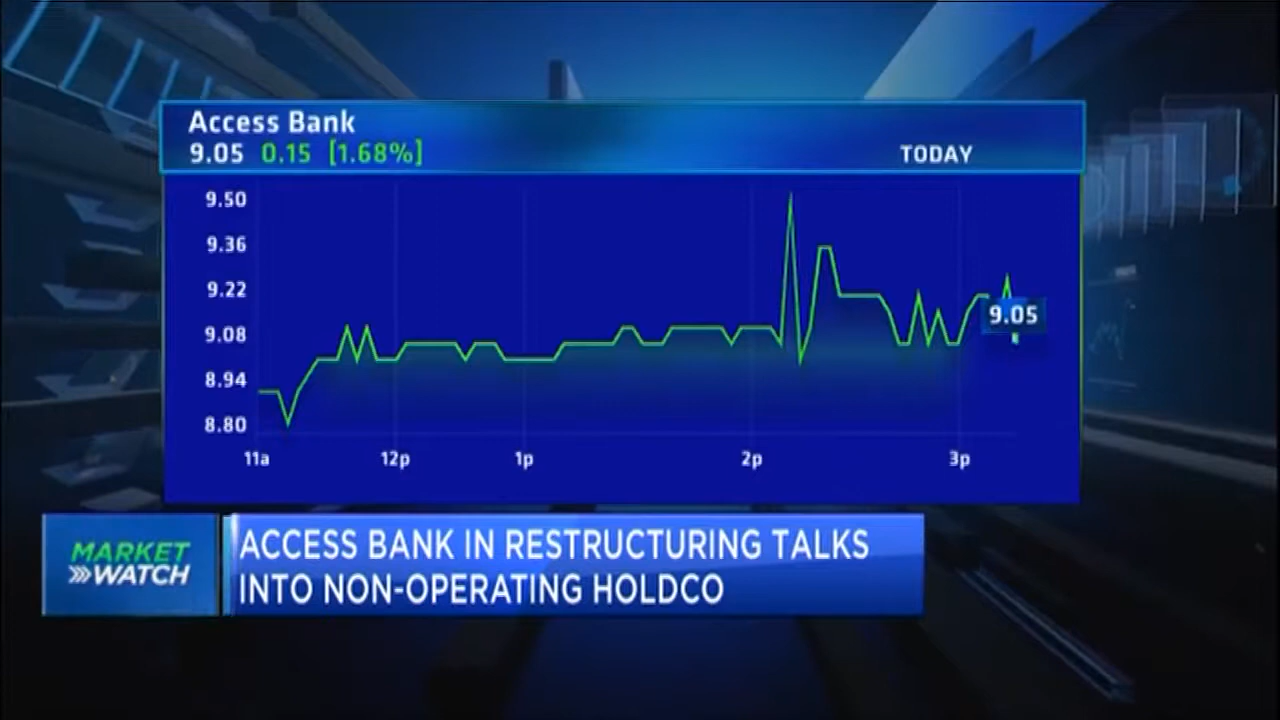 Access Bank
9.05 0.15 [1.68%]
TODAY
9.50
9.36
9.22
9.08
8.94
8.80
9.05
11a 12p 1p 2p 3p
MARKET
WATCH
ACCESS BANK IN RESTRUCTURING TALKS
INTO NON-OPERATING HOLDCO